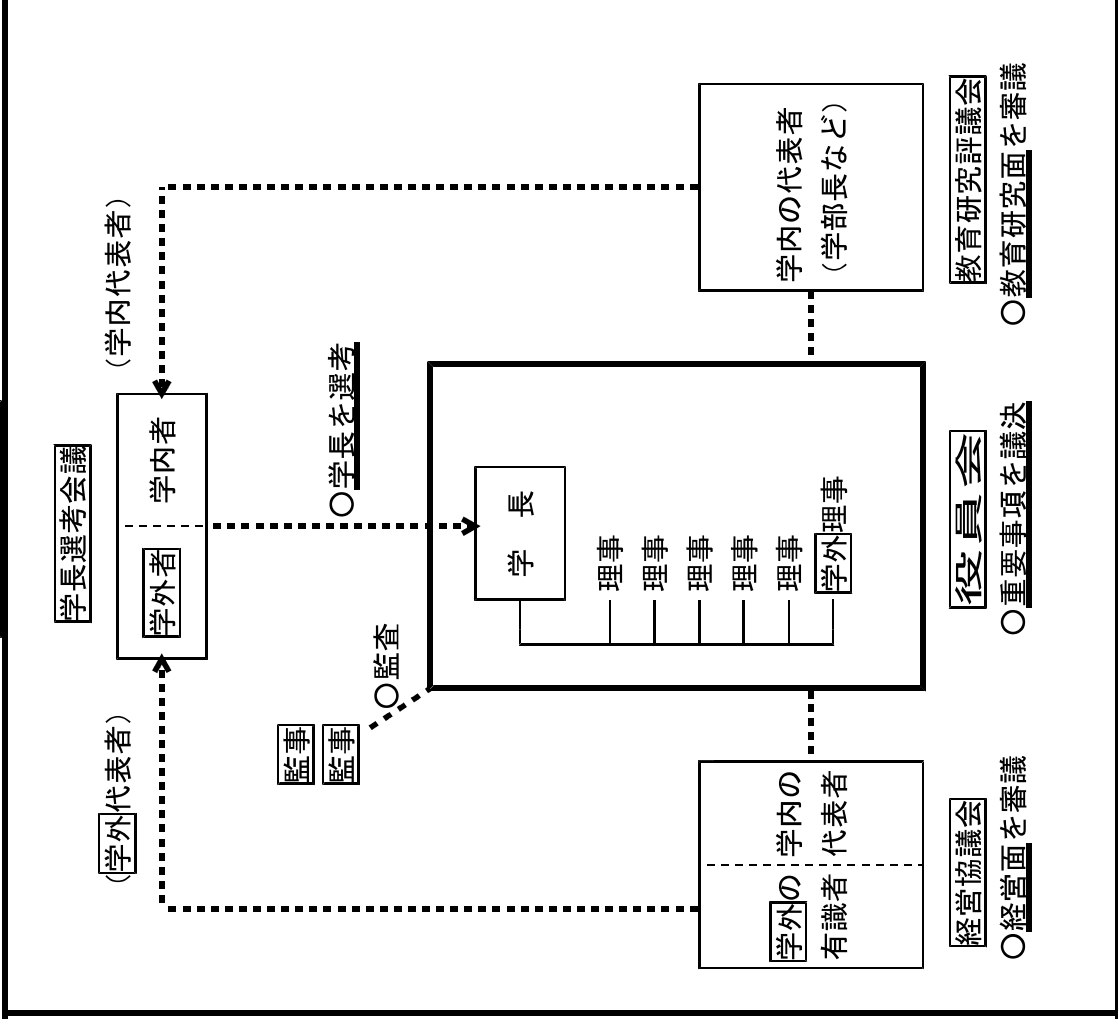 学長選考会議
（学外代表者）
（学内代表者）
学外者
学内者
監事
監事
○学長を選考
○監査
学長
理事
理事
理事
理事
理事
学外理事
学外の
有識者
学内の
代表者
学内の代表者
（学部長など）
経営協議会
○経営面を審議
役員会
○重要事項を議決
教育研究評議会
○教育研究面を審議